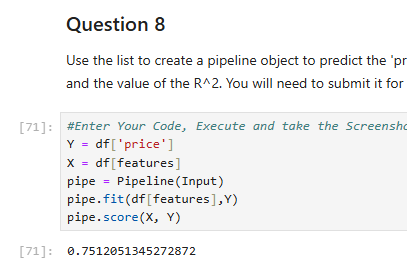 Question 8
Use the list to create a pipeline object to predict the 'pr
and the value of the R^2. You will need to submit it for
[71]: #Enter Your Code, Execute and take the Screensho
Y = df['price']
X = df[features]
pipe = Pipeline(Input)
pipe.fit(df[features],Y)
pipe.score(X, Y)
[71]: 0.7512051345272872